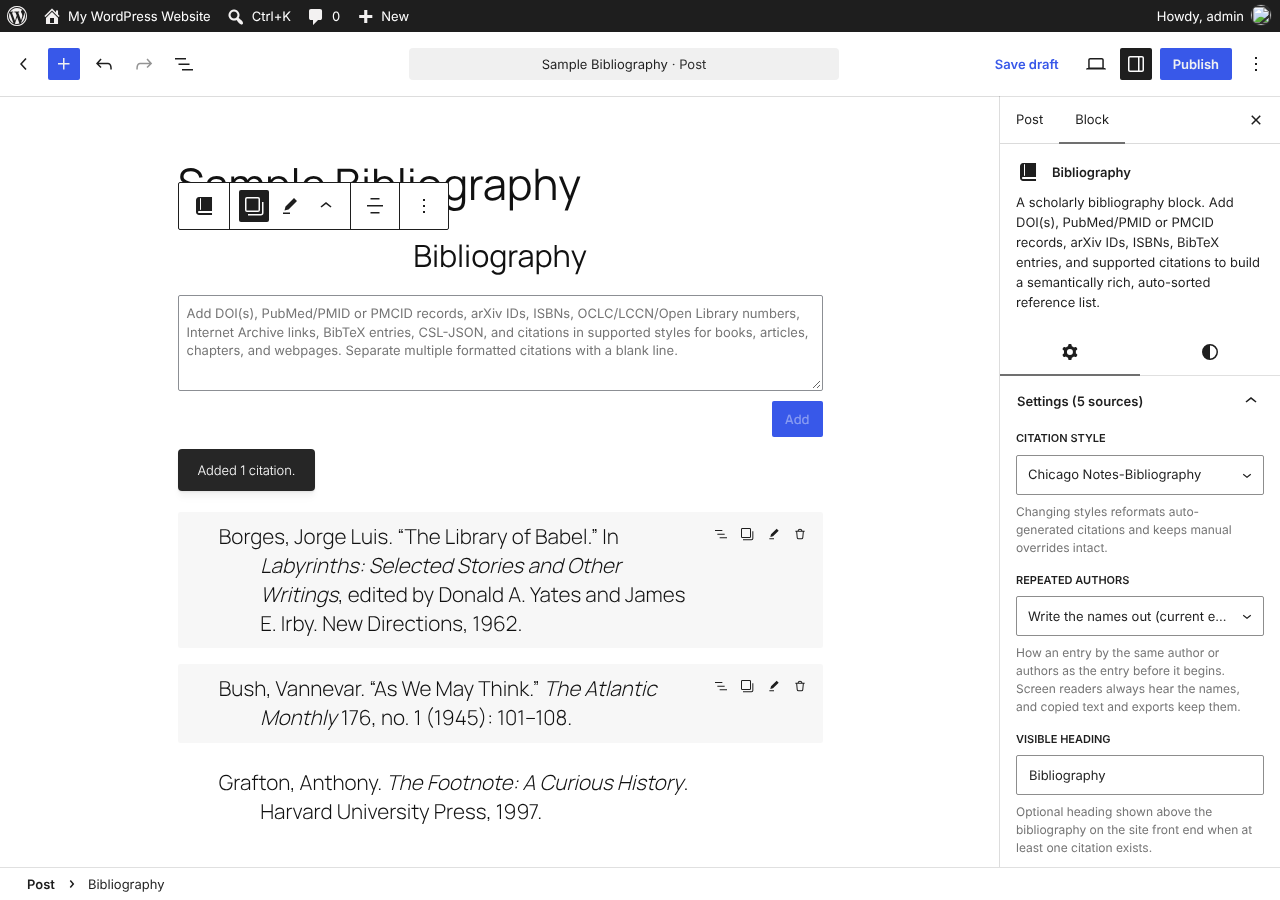 My WordPress Website Ctrl+K 0 New Howdy, admin
Sample Bibliography · Post Save draft Publish
Post Block
Sample Bibliography
Bibliography
Add DOI(s), PubMed/PMID or PMCID records, arXiv IDs, ISBNs, OCLC/LCCN/Open Library numbers,
Internet Archive links, BibTeX entries, CSL-JSON, and citations in supported styles for books, articles,
chapters, and webpages. Separate multiple formatted citations with a blank line.
Add
Added 1 citation.
Borges, Jorge Luis. “The Library of Babel.” In
Labyrinths: Selected Stories and Other
Writings, edited by Donald A. Yates and James
E. Irby. New Directions, 1962.
Bush, Vannevar. “As We May Think.” The Atlantic
Monthly 176, no. 1 (1945): 101–108.
Grafton, Anthony. The Footnote: A Curious History.
Harvard University Press, 1997.
Bibliography
A scholarly bibliography block. Add
DOI(s), PubMed/PMID or PMCID
records, arXiv IDs, ISBNs, BibTeX
entries, and supported citations to build
a semantically rich, auto-sorted
reference list.
Settings (5 sources)
CITATION STYLE
Chicago Notes-Bibliography
Changing styles reformats auto-
generated citations and keeps manual
overrides intact.
REPEATED AUTHORS
Write the names out (current e...
How an entry by the same author or
authors as the entry before it begins.
Screen readers always hear the names,
and copied text and exports keep them.
VISIBLE HEADING
Bibliography
Optional heading shown above the
bibliography on the site front end when at
least one citation exists.
Post Bibliography